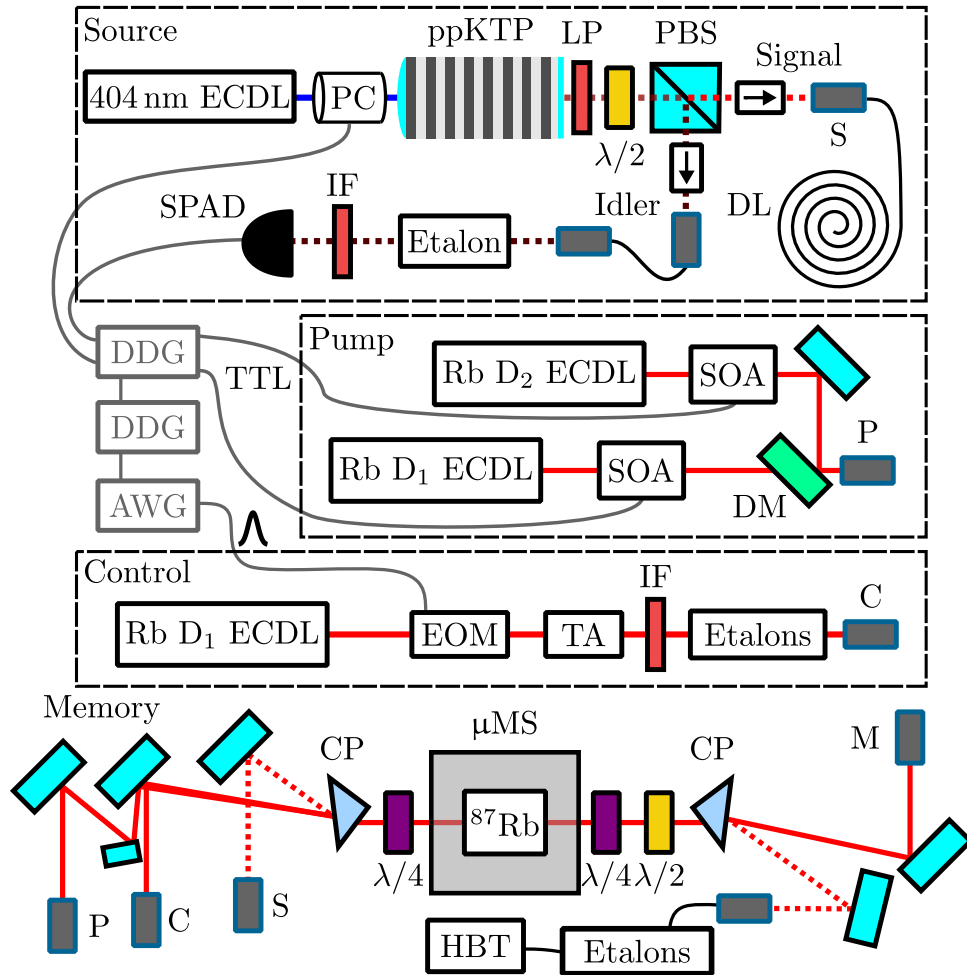 Source
ppKTP
LP
PBS
Signal
404 nm ECDL
PC
λ/2
S
SPAD
IF
Idler
DL
Etalon
DDG
TTL
DDG
AWG
Pump
Rb D₂ ECDL
SOA
P
Rb D₁ ECDL
SOA
DM
Control
IF
C
Rb D₁ ECDL
EOM
TA
Etalons
Memory
CP
μMS
CP
M
⁸⁷Rb
λ/4
λ/4
λ/2
P
C
S
HBT
Etalons